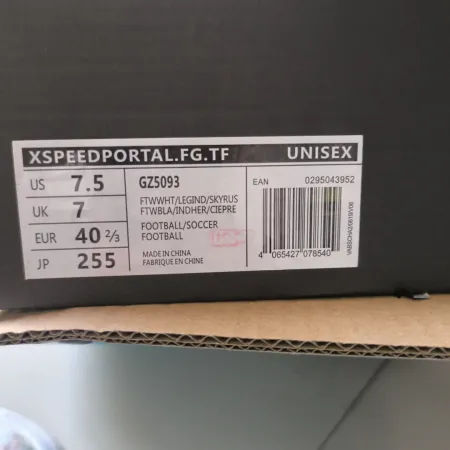 XSPEEDPORTAL.FG.TF UNISEX
US 7.5
UK 7
EUR 40 2/3
JP 255
GZ5093
FTWWHT/LEGIND/SKYRUS
FTWBLA/INDHER/CIEPRE
FOOTBALL/SOCCER
FOOTBALL
MADE IN CHINA
FABRIQUE EN CHINE
EAN 0295043952
4 065427 078540